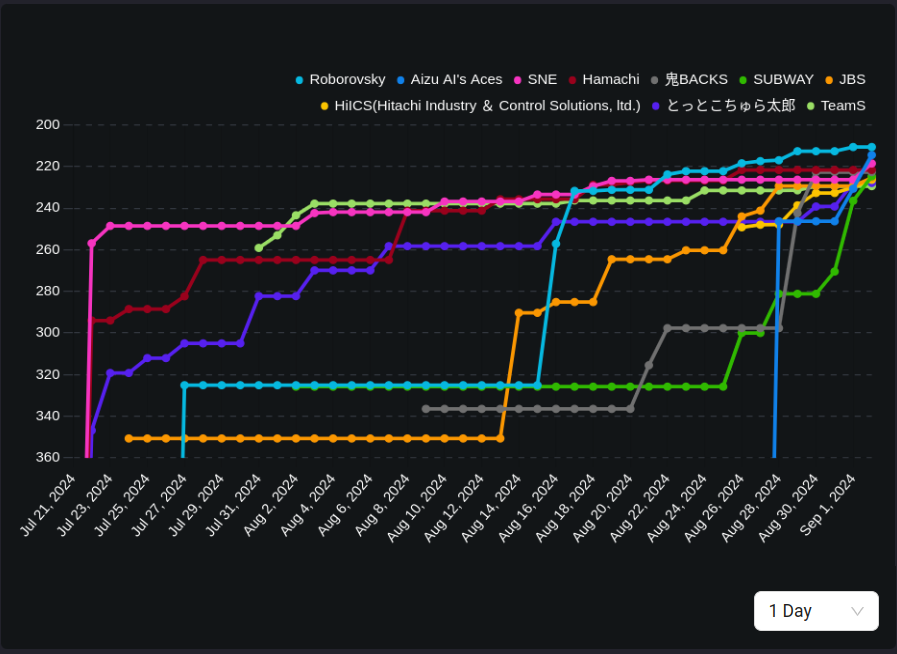 Roborovsky Aizu AI's Aces SNE Hamachi 鬼BACKS SUBWAY JBS
HiICS(Hitachi Industry ＆ Control Solutions, ltd.) とっとこちゅら太郎 TeamS
200
220
240
260
280
300
320
340
360
Jul 21, 2024 Jul 23, 2024 Jul 25, 2024 Jul 27, 2024 Jul 29, 2024 Jul 31, 2024 Aug 2, 2024 Aug 4, 2024 Aug 6, 2024 Aug 8, 2024 Aug 10, 2024 Aug 12, 2024 Aug 14, 2024 Aug 16, 2024 Aug 18, 2024 Aug 20, 2024 Aug 22, 2024 Aug 24, 2024 Aug 26, 2024 Aug 28, 2024 Aug 30, 2024 Sep 1, 2024
1 Day